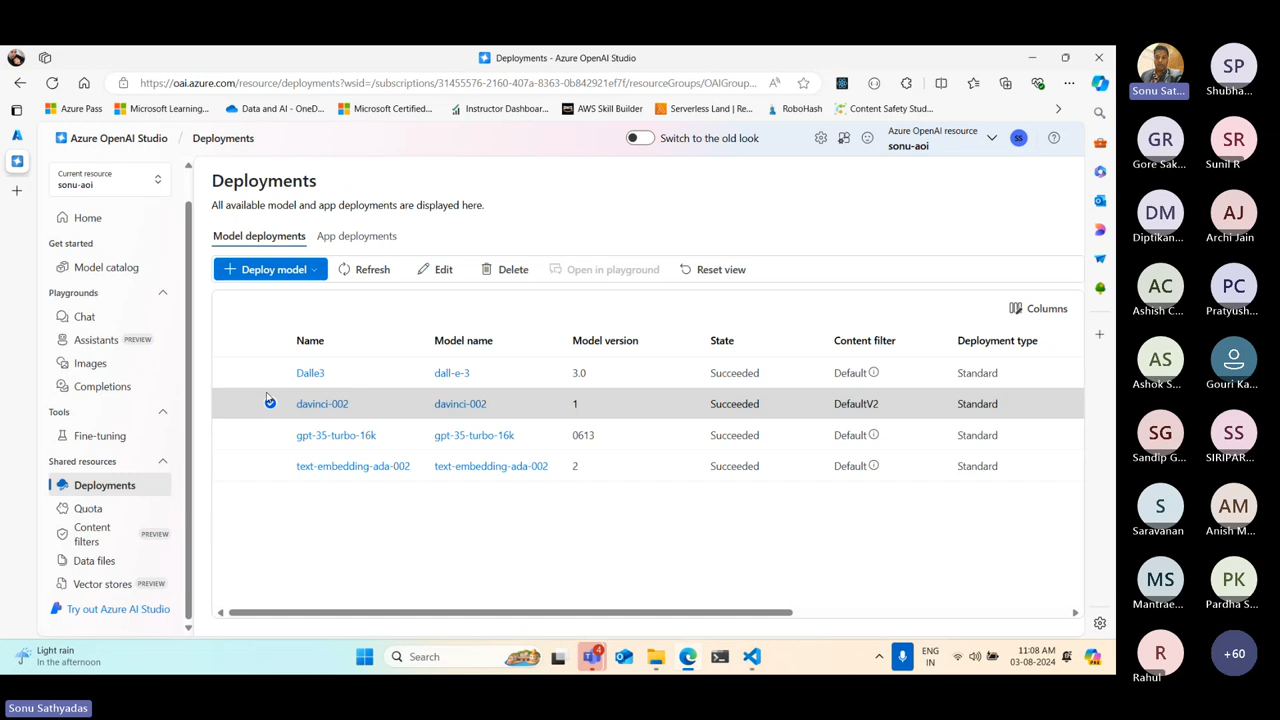 Deployments - Azure OpenAI Studio
https://oai.azure.com/resource/deployments?wsid=/subscriptions/31455576-2160-407a-8363-0b842921ef7f/resourceGroups/OAIGroup...
Azure Pass
Microsoft Learning...
Data and AI - OneD...
Microsoft Certified...
Instructor Dashboar...
AWS Skill Builder
Serverless Land | Re...
RoboHash
Content Safety Stud...
Azure OpenAI Studio / Deployments
Switch to the old look
Azure OpenAI resource
sonu-aoi
SS
Current resource
sonu-aoi
Home
Get started
Model catalog
Playgrounds
Chat
Assistants PREVIEW
Images
Completions
Tools
Fine-tuning
Shared resources
Deployments
Quota
Content
filters PREVIEW
Data files
Vector stores PREVIEW
Try out Azure AI Studio
Deployments
All available model and app deployments are displayed here.
Model deployments App deployments
Deploy model Refresh Edit Delete Open in playground Reset view
Columns
Name Model name Model version State Content filter Deployment type
Dalle3 dall-e-3 3.0 Succeeded Default Standard
davinci-002 davinci-002 1 Succeeded DefaultV2 Standard
gpt-35-turbo-16k gpt-35-turbo-16k 0613 Succeeded Default Standard
text-embedding-ada-002 text-embedding-ada-002 2 Succeeded Default Standard
Light rain
In the afternoon
Search
4
ENG
IN
11:08 AM
03-08-2024
Sonu Sathyadas
Sonu Sat...
SP
Shubha...
GR
Gore Sak...
SR
Sunil R
DM
Diptikan...
AJ
Archi Jain
AC
Ashish C...
PC
Pratyush...
AS
Ashok S...
Gouri Ka...
SG
Sandip G...
SS
SIRIPAR...
S
Saravanan
AM
Anish M...
MS
Mantrae...
PK
Pardha S...
R
Rahul
+60